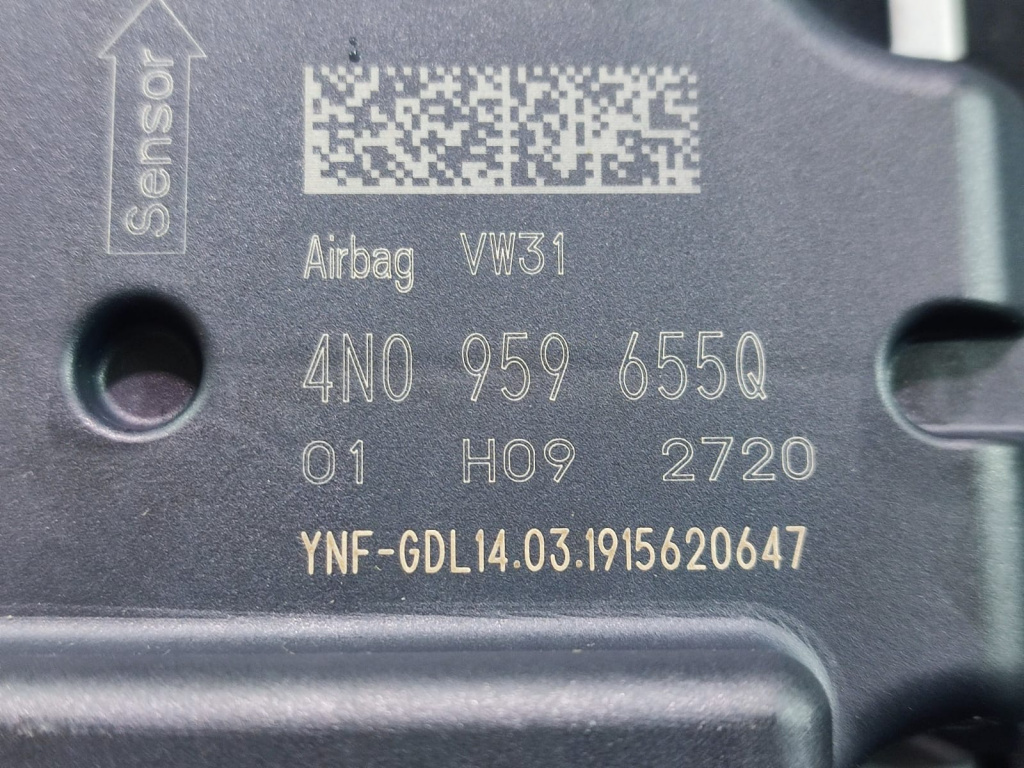 Sensor
Airbag VW31
4N0 959 655Q
01 H09 2720
YNF-GDL14.03.1915620647